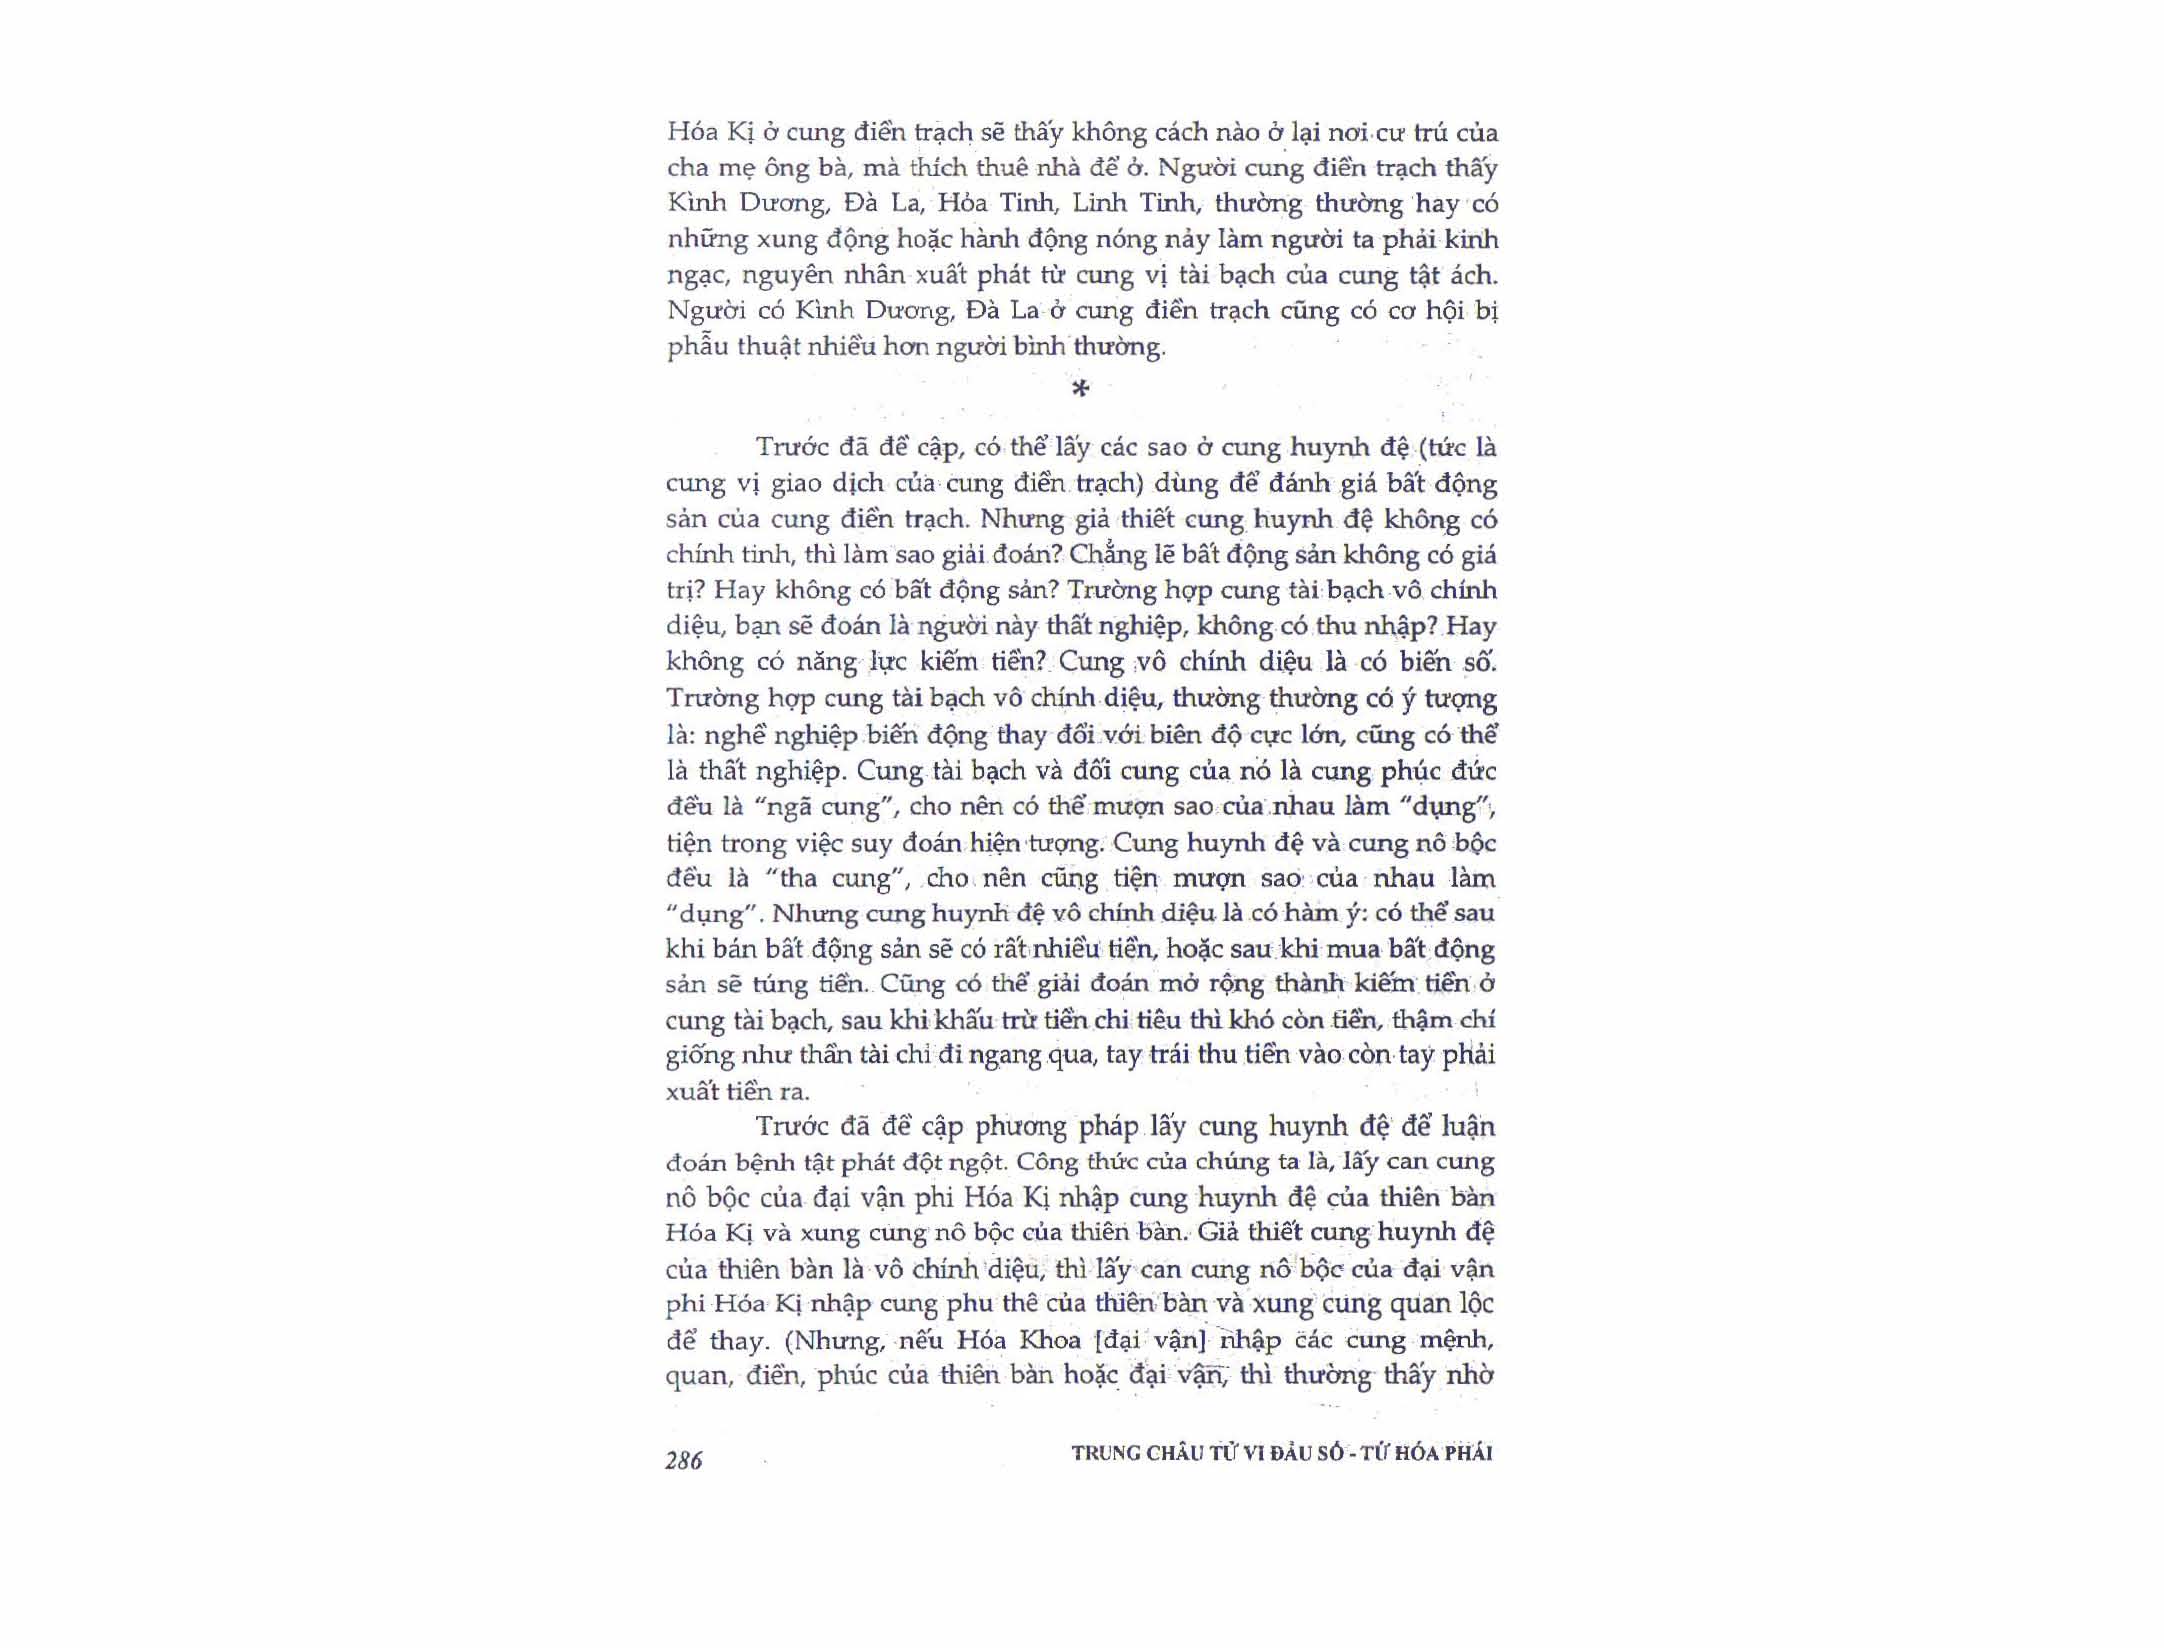 Hóa Kị ở cung điền trạch sẽ thấy không cách nào ở lại nơi cư trú của
cha mẹ ông bà, mà thích thuê nhà để ở. Người cung điền trạch thấy
Kình Dương, Đà La, Hỏa Tinh, Linh Tinh, thường thường hay có
những xung động hoặc hành động nóng nảy làm người ta phải kinh
ngạc, nguyên nhân xuất phát từ cung vị tài bạch của cung tật ách.
Người có Kình Dương, Đà La ở cung điền trạch cũng có cơ hội bị
phẫu thuật nhiều hơn người bình thường.
*
Trước đã đề cập, có thể lấy các sao ở cung huynh đệ (tức là
cung vị giao dịch của cung điền trạch) dùng để đánh giá bất động
sản của cung điền trạch. Nhưng giả thiết cung huynh đệ không có
chính tinh, thì làm sao giải đoán? Chẳng lẽ bất động sản không có giá
trị? Hay không có bất động sản? Trường hợp cung tài bạch vô chính
diệu, bạn sẽ đoán là người này thất nghiệp, không có thu nhập? Hay
không có năng lực kiếm tiền? Cung vô chính diệu là có biến số.
Trường hợp cung tài bạch vô chính diệu, thường thường có ý tượng
là: nghề nghiệp biến động thay đổi với biên độ cực lớn, cũng có thể
là thất nghiệp. Cung tài bạch và đối cung của nó là cung phúc đức
đều là "ngã cung", cho nên có thể mượn sao của nhau làm "dụng",
tiện trong việc suy đoán hiện tượng. Cung huynh đệ và cung nô bộc
đều là "tha cung", cho nên cũng tiện mượn sao của nhau làm
"dụng". Nhưng cung huynh đệ vô chính diệu là có hàm ý: có thể sau
khi bán bất động sản sẽ có rất nhiều tiền, hoặc sau khi mua bất động
sản sẽ túng tiền. Cũng có thể giải đoán mở rộng thành kiếm tiền ở
cung tài bạch, sau khi khấu trừ tiền chi tiêu thì khó còn tiền, thậm chí
giống như thần tài chỉ đi ngang qua, tay trái thu tiền vào còn tay phải
xuất tiền ra.
Trước đã đề cập phương pháp lấy cung huynh đệ để luận
đoán bệnh tật phát đột ngột. Công thức của chúng ta là, lấy can cung
nô bộc của đại vận phi Hóa Kị nhập cung huynh đệ của thiên bàn
Hóa Kị và xung cung nô bộc của thiên bàn. Giả thiết cung huynh đệ
của thiên bàn là vô chính diệu, thì lấy can cung nô bộc của đại vận
phi Hóa Kị nhập cung phu thê của thiên bàn và xung cung quan lộc
để thay. (Nhưng, nếu Hóa Khoa [đại vận] nhập các cung mệnh,
quan, điền, phúc của thiên bàn hoặc đại vận, thì thường thấy nhờ
286
TRUNG CHÂU TỬ VI ĐẨU SỐ - TỨ HÓA PHÁI